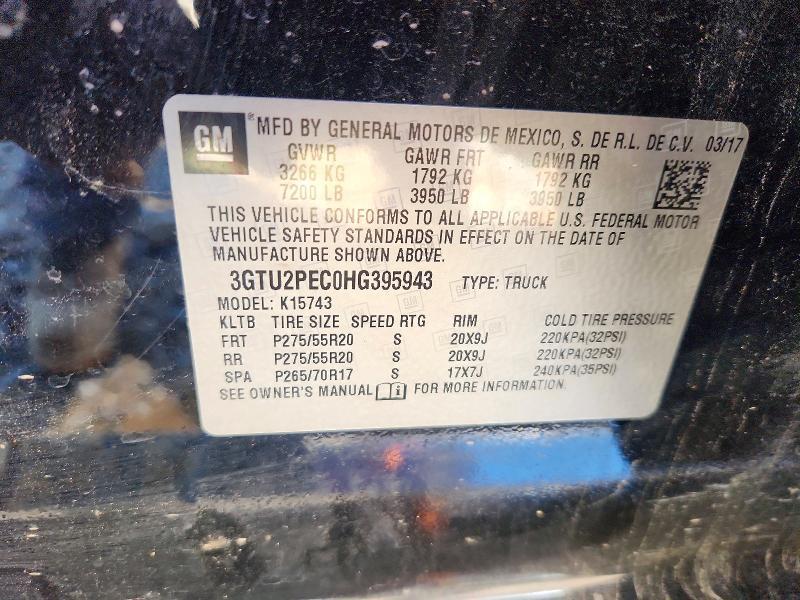 GM ® MFD BY GENERAL MOTORS DE MEXICO, S. DE R.L. DE C.V. 03/17
GVWR GAWR FRT GAWR RR
3266 KG 1792 KG 1792 KG
7200 LB 3950 LB 3950 LB
THIS VEHICLE CONFORMS TO ALL APPLICABLE U.S. FEDERAL MOTOR
VEHICLE SAFETY STANDARDS IN EFFECT ON THE DATE OF
MANUFACTURE SHOWN ABOVE.
3GTU2PEC0HG395943 TYPE: TRUCK
MODEL: K15743
KLTB TIRE SIZE SPEED RTG RIM COLD TIRE PRESSURE
FRT P275/55R20 S 20X9J 220KPA(32PSI)
RR P275/55R20 S 20X9J 220KPA(32PSI)
SPA P265/70R17 S 17X7J 240KPA(35PSI)
SEE OWNER'S MANUAL FOR MORE INFORMATION.